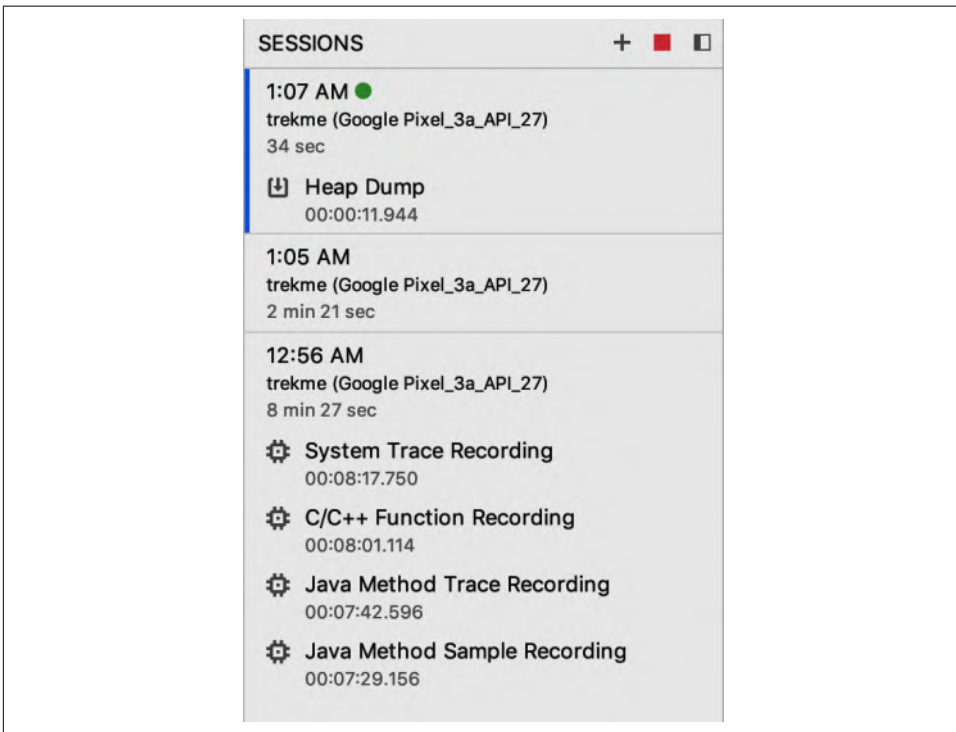 SESSIONS
1:07 AM
trekme (Google Pixel_3a_API_27)
34 sec
Heap Dump
00:00:11.944
1:05 AM
trekme (Google Pixel_3a_API_27)
2 min 21 sec
12:56 AM
trekme (Google Pixel_3a_API_27)
8 min 27 sec
System Trace Recording
00:08:17.750
C/C++ Function Recording
00:08:01.114
Java Method Trace Recording
00:07:42.596
Java Method Sample Recording
00:07:29.156